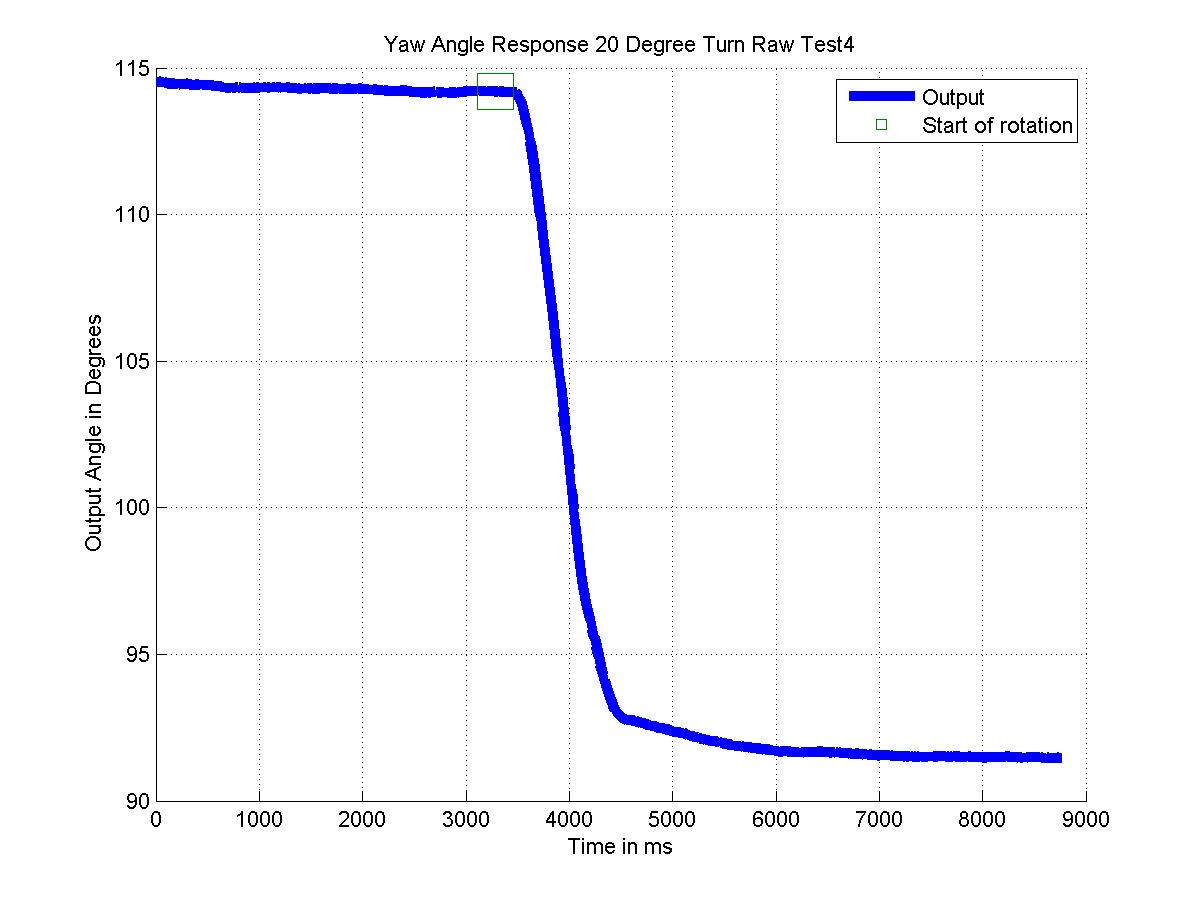 Yaw Angle Response 20 Degree Turn Raw Test4
Output
Start of rotation
115
110
105
100
95
90
Output Angle in Degrees
0 1000 2000 3000 4000 5000 6000 7000 8000 9000
Time in ms